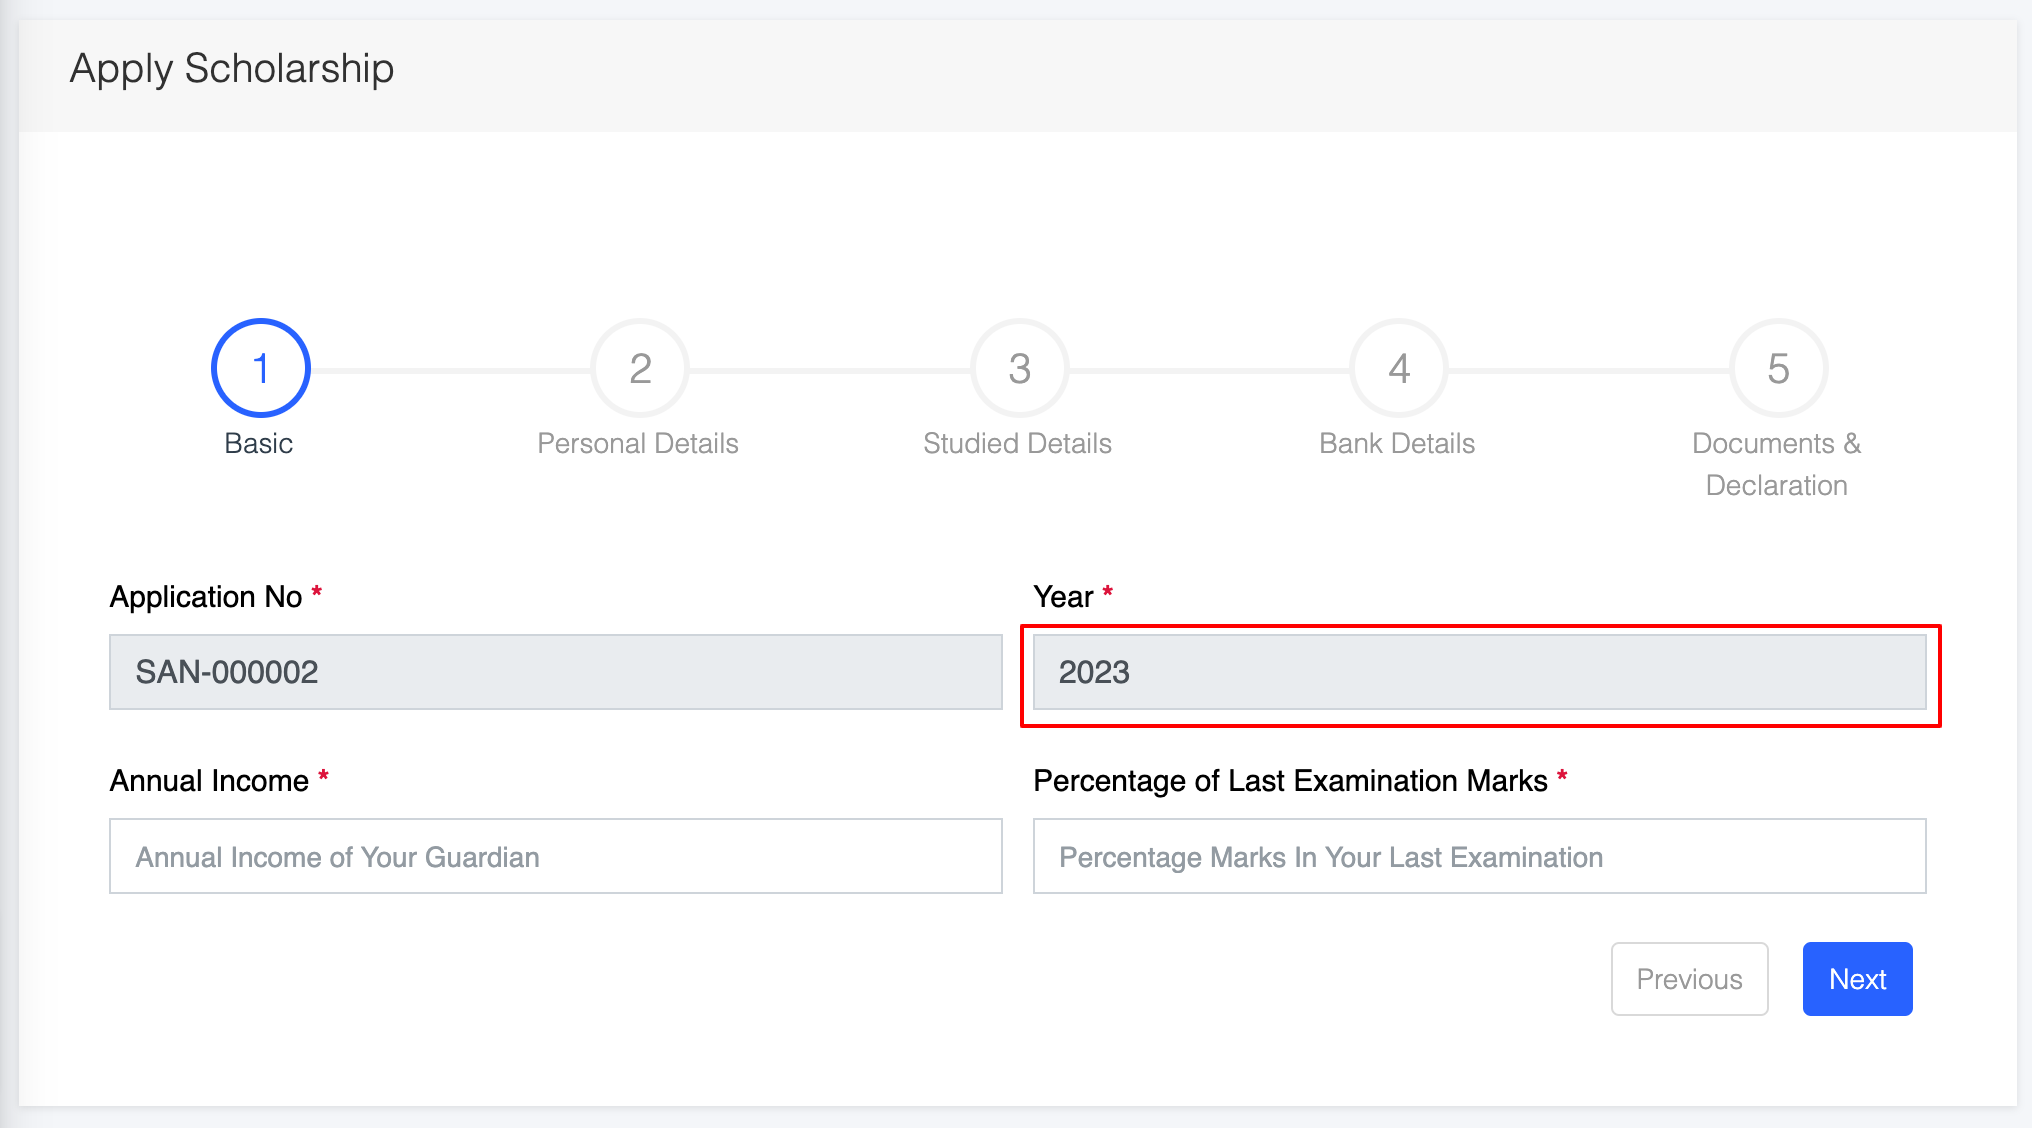 Apply Scholarship
1
2
3
4
5
Basic
Personal Details
Studied Details
Bank Details
Documents &
Declaration
Application No *
Year *
SAN-000002
2023
Annual Income *
Percentage of Last Examination Marks *
Annual Income of Your Guardian
Percentage Marks In Your Last Examination
Previous
Next